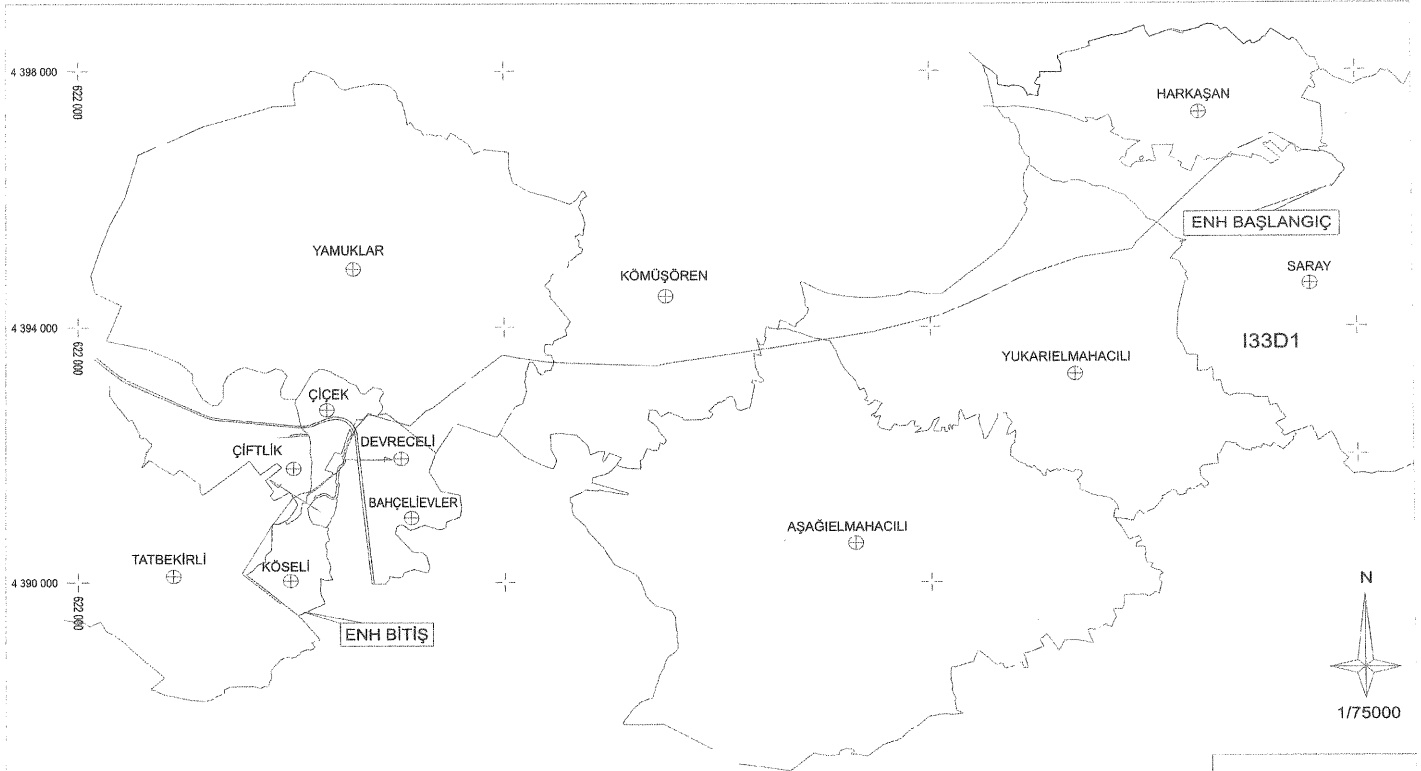 4 398 000
622 000
HARKAŞAN
ENH BAŞLANGIÇ
YAMUKLAR
KÖMÜŞÖREN
SARAY
4 394 000
622 000
I33D1
YUKARIELMAHACILI
ÇİÇEK
DEVRECELİ
ÇİFTLİK
BAHÇELİEVLER
AŞAĞIELMAHACILI
TATBEKİRLİ
KÖSELİ
4 390 000
622 000
N
ENH BİTİŞ
1/75000